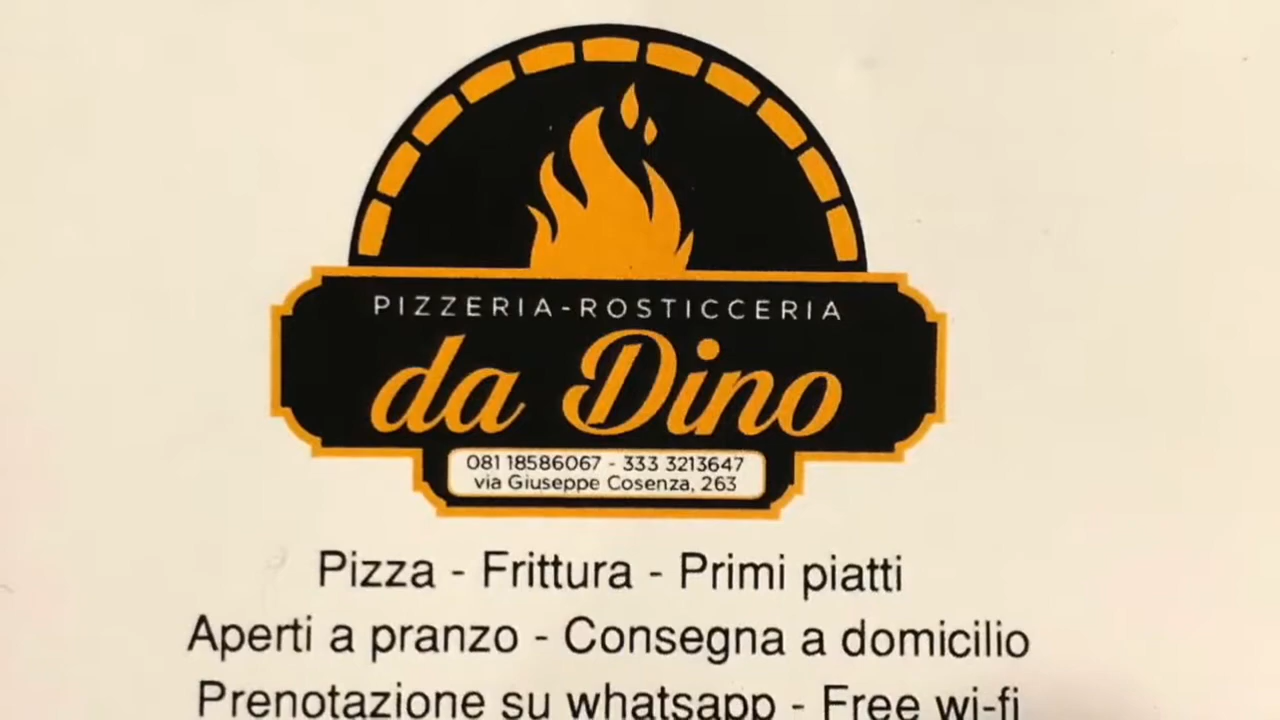 PIZZERIA-ROSTICCERIA
da Dino
081 18586067 - 333 3213647
via Giuseppe Cosenza, 263
Pizza - Frittura - Primi piatti
Aperti a pranzo - Consegna a domicilio
Prenotazione su whatsapp - Free wi-fi